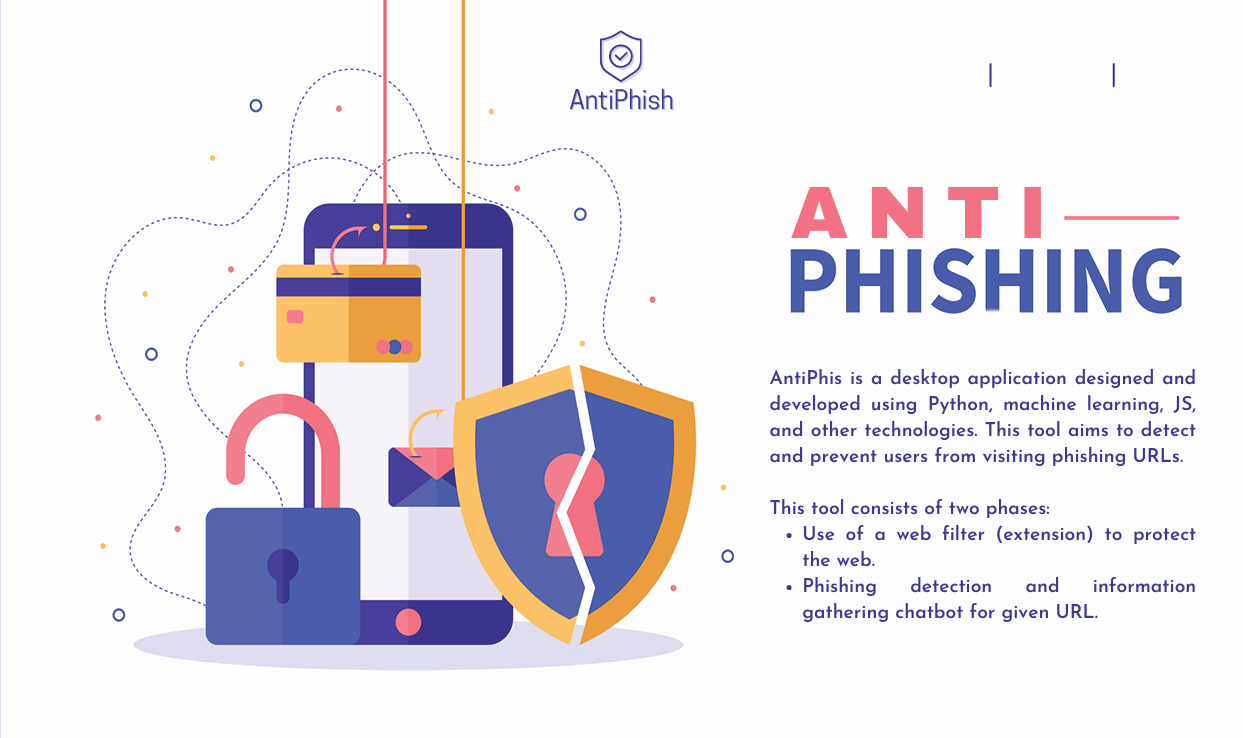 AntiPhish
ANTI
PHISHING
AntiPhis is a desktop application designed and
developed using Python, machine learning, JS,
and other technologies. This tool aims to detect
and prevent users from visiting phishing URLs.
This tool consists of two phases:
• Use of a web filter (extension) to protect
the web.
• Phishing detection and information
gathering chatbot for given URL.